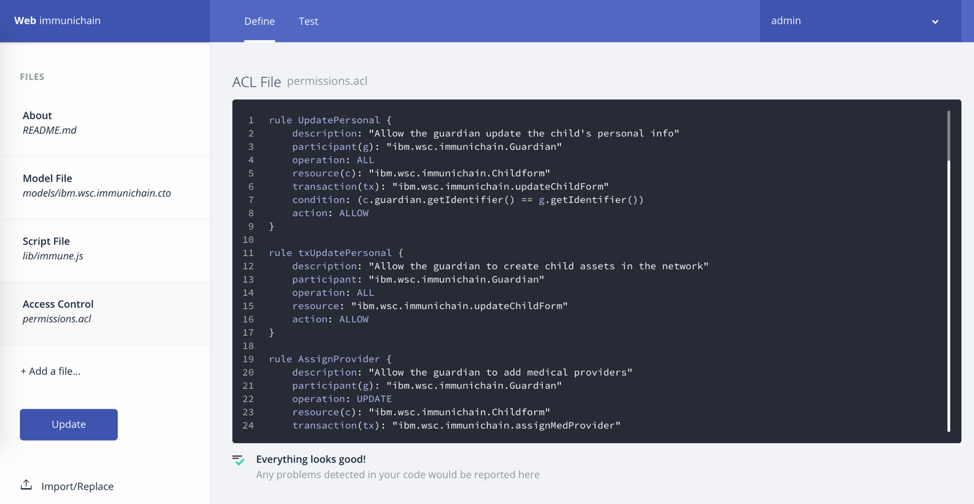 Web immunichain
Define
Test
admin
FILES
About
README.md
Model File
models/ibm.wsc.immunichain.cto
Script File
lib/immune.js
Access Control
permissions.acl
+ Add a file...
Update
Import/Replace
ACL File permissions.acl
1 rule UpdatePersonal {
2     description: "Allow the guardian update the child's personal info"
3     participant(g): "ibm.wsc.immunichain.Guardian"
4     operation: ALL
5     resource(c): "ibm.wsc.immunichain.Childform"
6     transaction(tx): "ibm.wsc.immunichain.updateChildForm"
7     condition: (c.guardian.getIdentifier() == g.getIdentifier())
8     action: ALLOW
9 }
10
11 rule txUpdatePersonal {
12     description: "Allow the guardian to create child assets in the network"
13     participant: "ibm.wsc.immunichain.Guardian"
14     operation: ALL
15     resource: "ibm.wsc.immunichain.updateChildForm"
16     action: ALLOW
17 }
18
19 rule AssignProvider {
20     description: "Allow the guardian to add medical providers"
21     participant(g): "ibm.wsc.immunichain.Guardian"
22     operation: UPDATE
23     resource(c): "ibm.wsc.immunichain.Childform"
24     transaction(tx): "ibm.wsc.immunichain.assignMedProvider"
Everything looks good!
Any problems detected in your code would be reported here